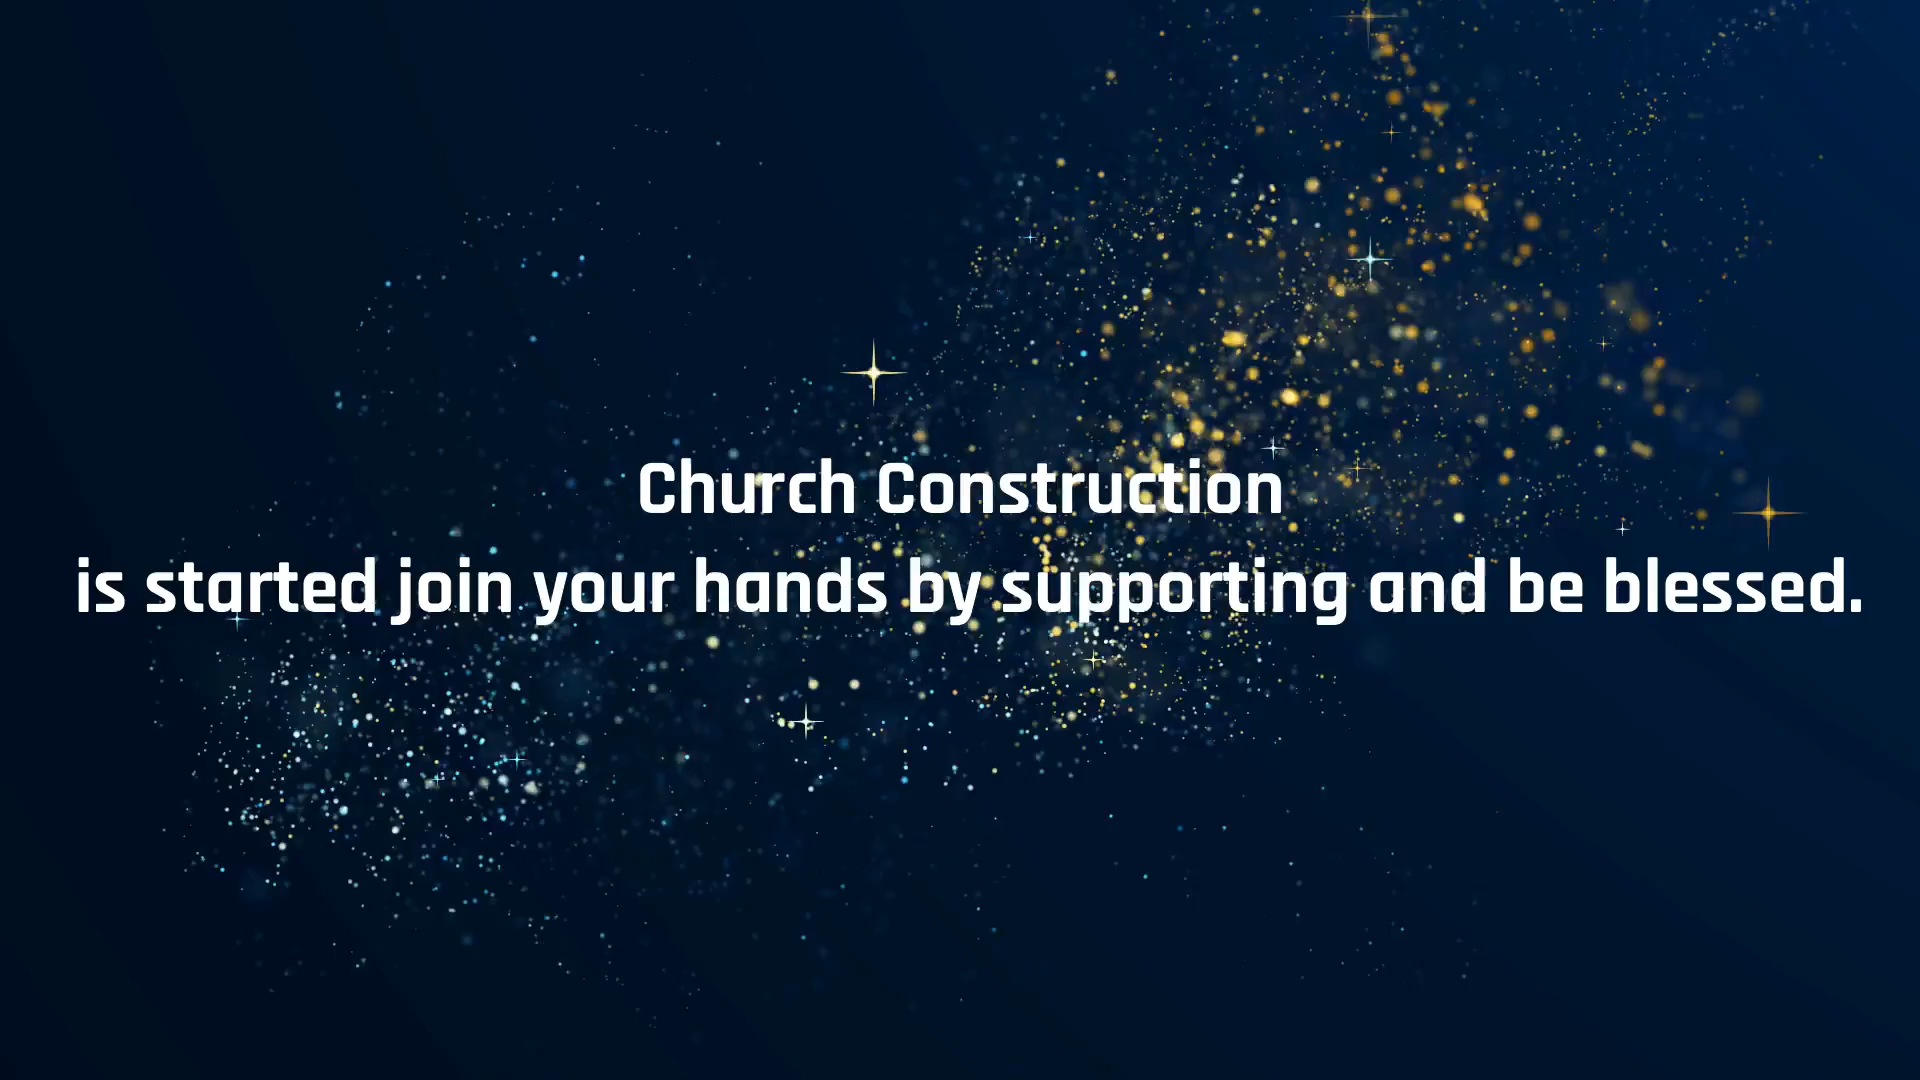 Church Construction
is started join your hands by supporting and be blessed.